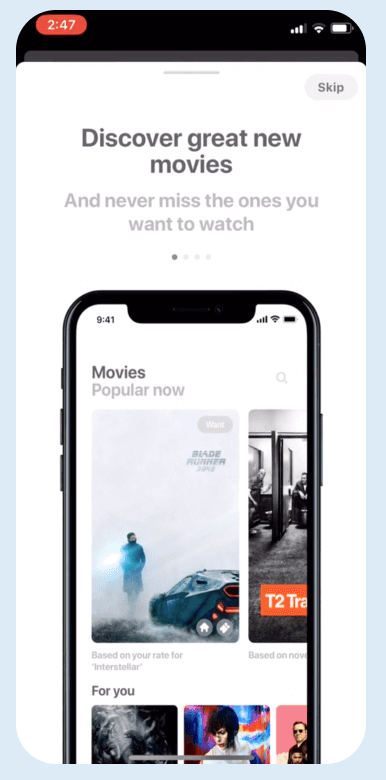 2:47
Skip
Discover great new
movies
And never miss the ones you
want to watch
9:41
Movies
Popular now
Want
BLADE
RUNNER
2049
T2 Tra
Based on your rate for
'Interstellar'
Based on nove
For you